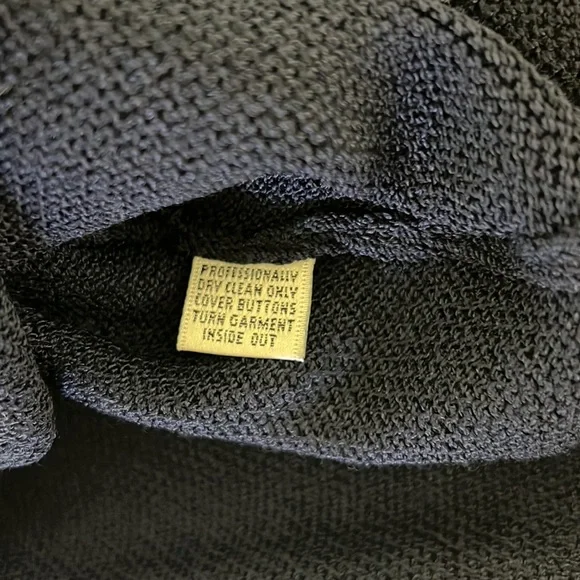 PROFESSIONALLY
DRY CLEAN ONLY
COVER BUTTONS
TURN GARMENT
INSIDE OUT